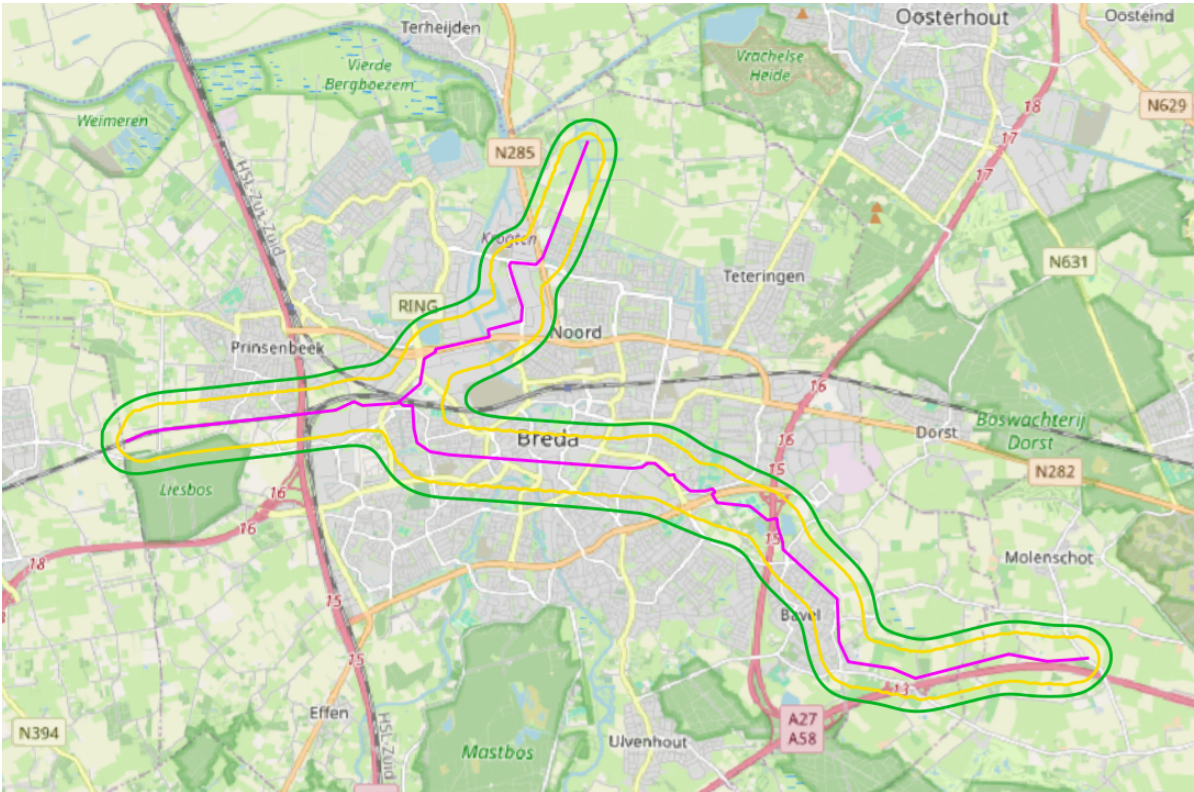 Terheijden
Oosterhout
Oosteind
Vierde
Bergboezem
Vrachelse
Heide
Weimeren
18
N629
N285
17
17
HSL-Zuid
Krogten
N631
Teteringen
RING
Noord
Prinsenbeek
16
Breda
16
Dorst
Boswachterij
Dorst
15
N282
Liesbos
16
16
15
18
Molenschot
15
Bavel
15
13
Effen
N394
HSL-Zuid
Mastbos
Ulvenhout
A27
A58